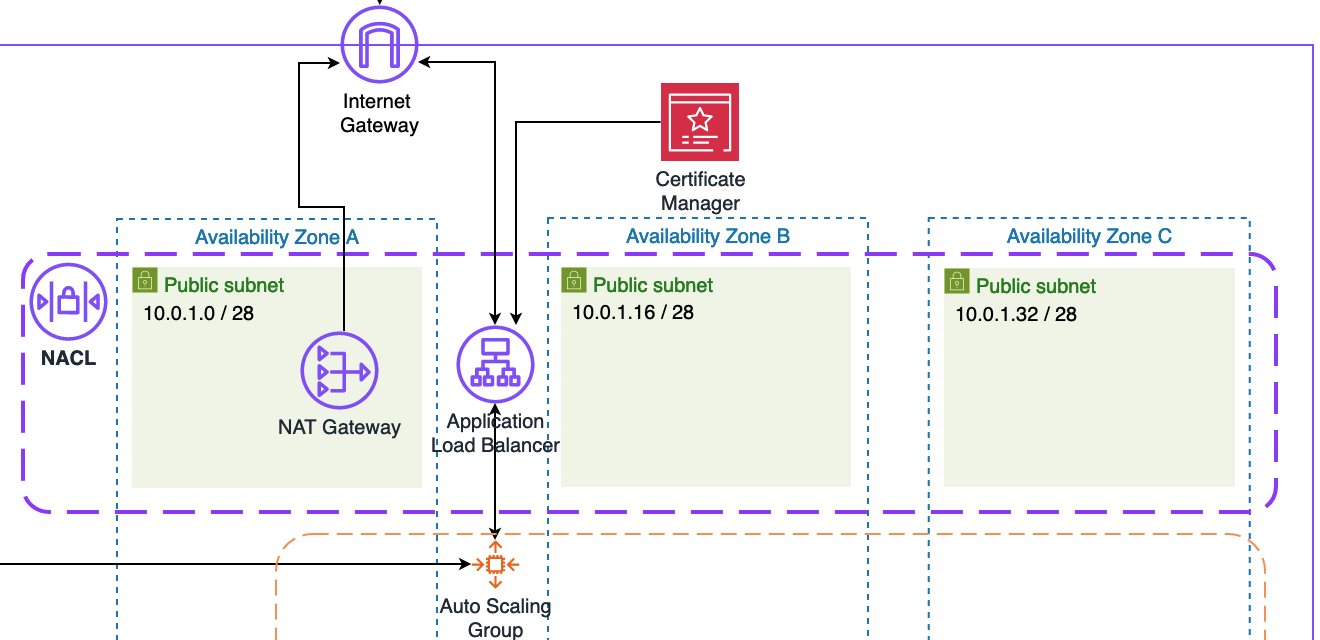 Internet
Gateway
Certificate
Manager
Availability Zone A
Availability Zone B
Availability Zone C
NACL
Public subnet
10.0.1.0 / 28
NAT Gateway
Application
Load Balancer
Public subnet
10.0.1.16 / 28
Public subnet
10.0.1.32 / 28
Auto Scaling
Group